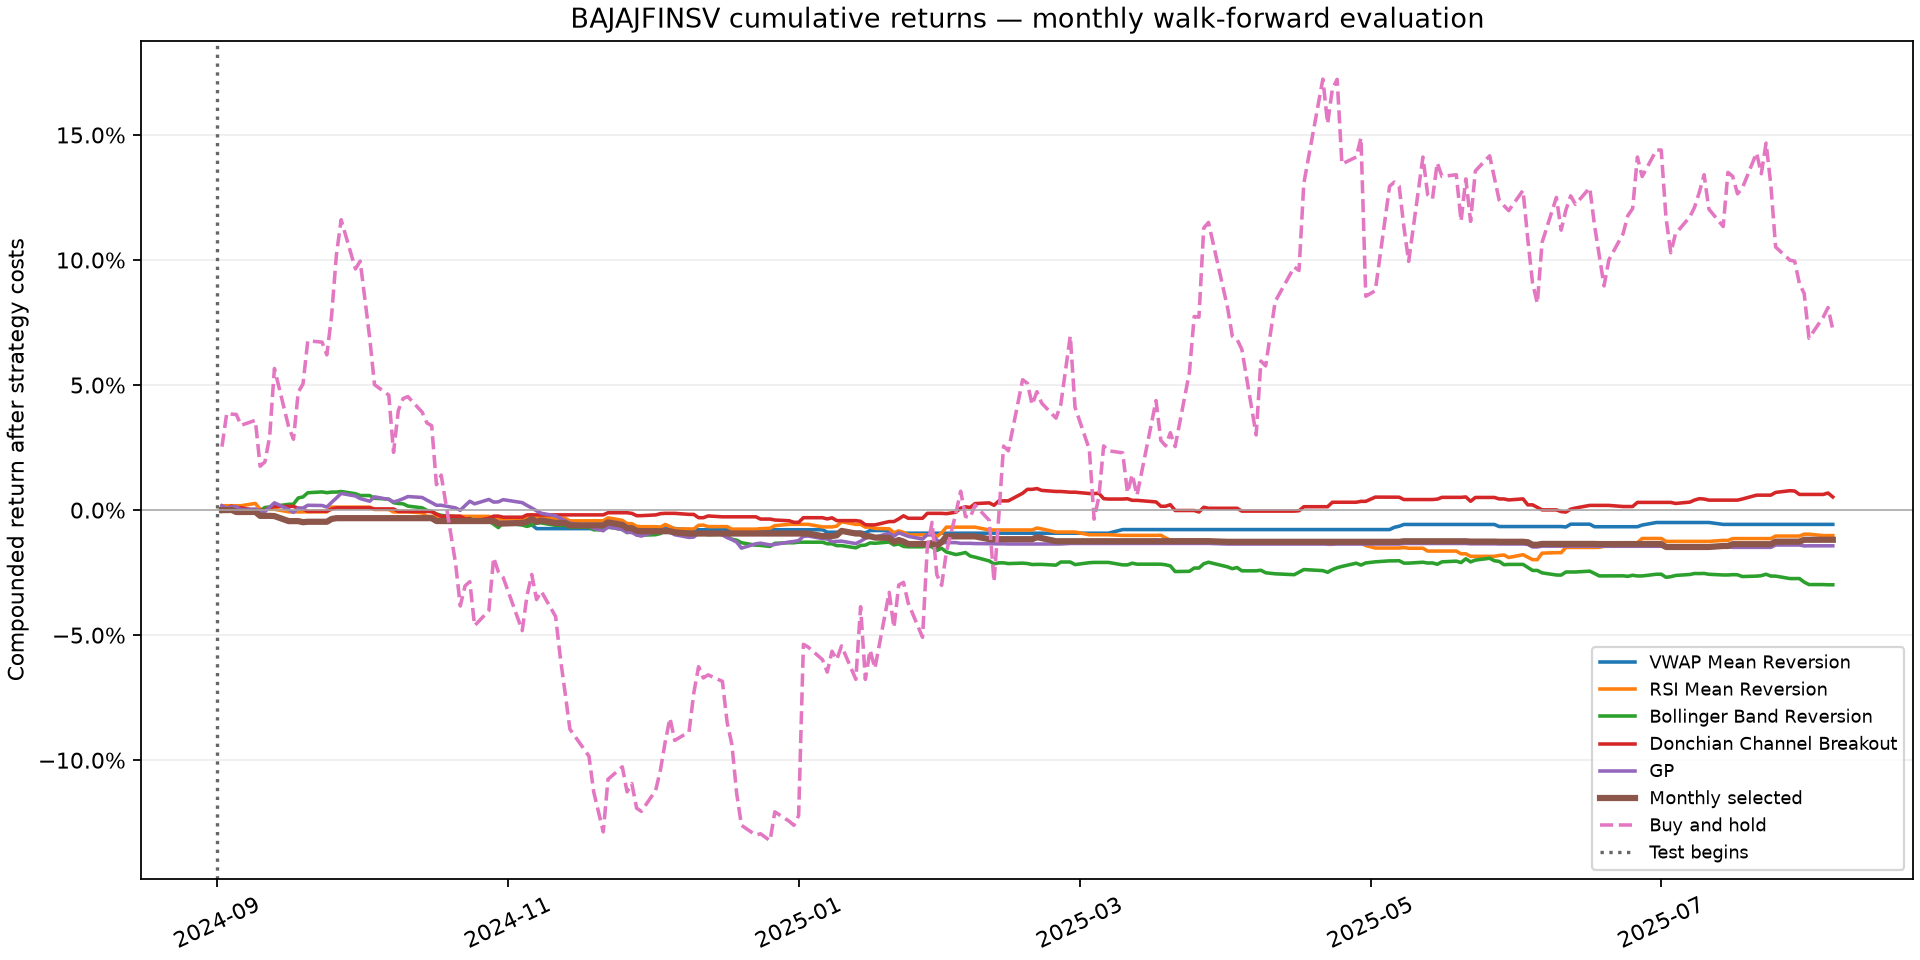 BAJAJFINSV cumulative returns — monthly walk-forward evaluation
Compounded return after strategy costs
15.0%
10.0%
5.0%
0.0%
−5.0%
−10.0%
2024-09
2024-11
2025-01
2025-03
2025-05
2025-07
VWAP Mean Reversion
RSI Mean Reversion
Bollinger Band Reversion
Donchian Channel Breakout
GP
Monthly selected
Buy and hold
Test begins